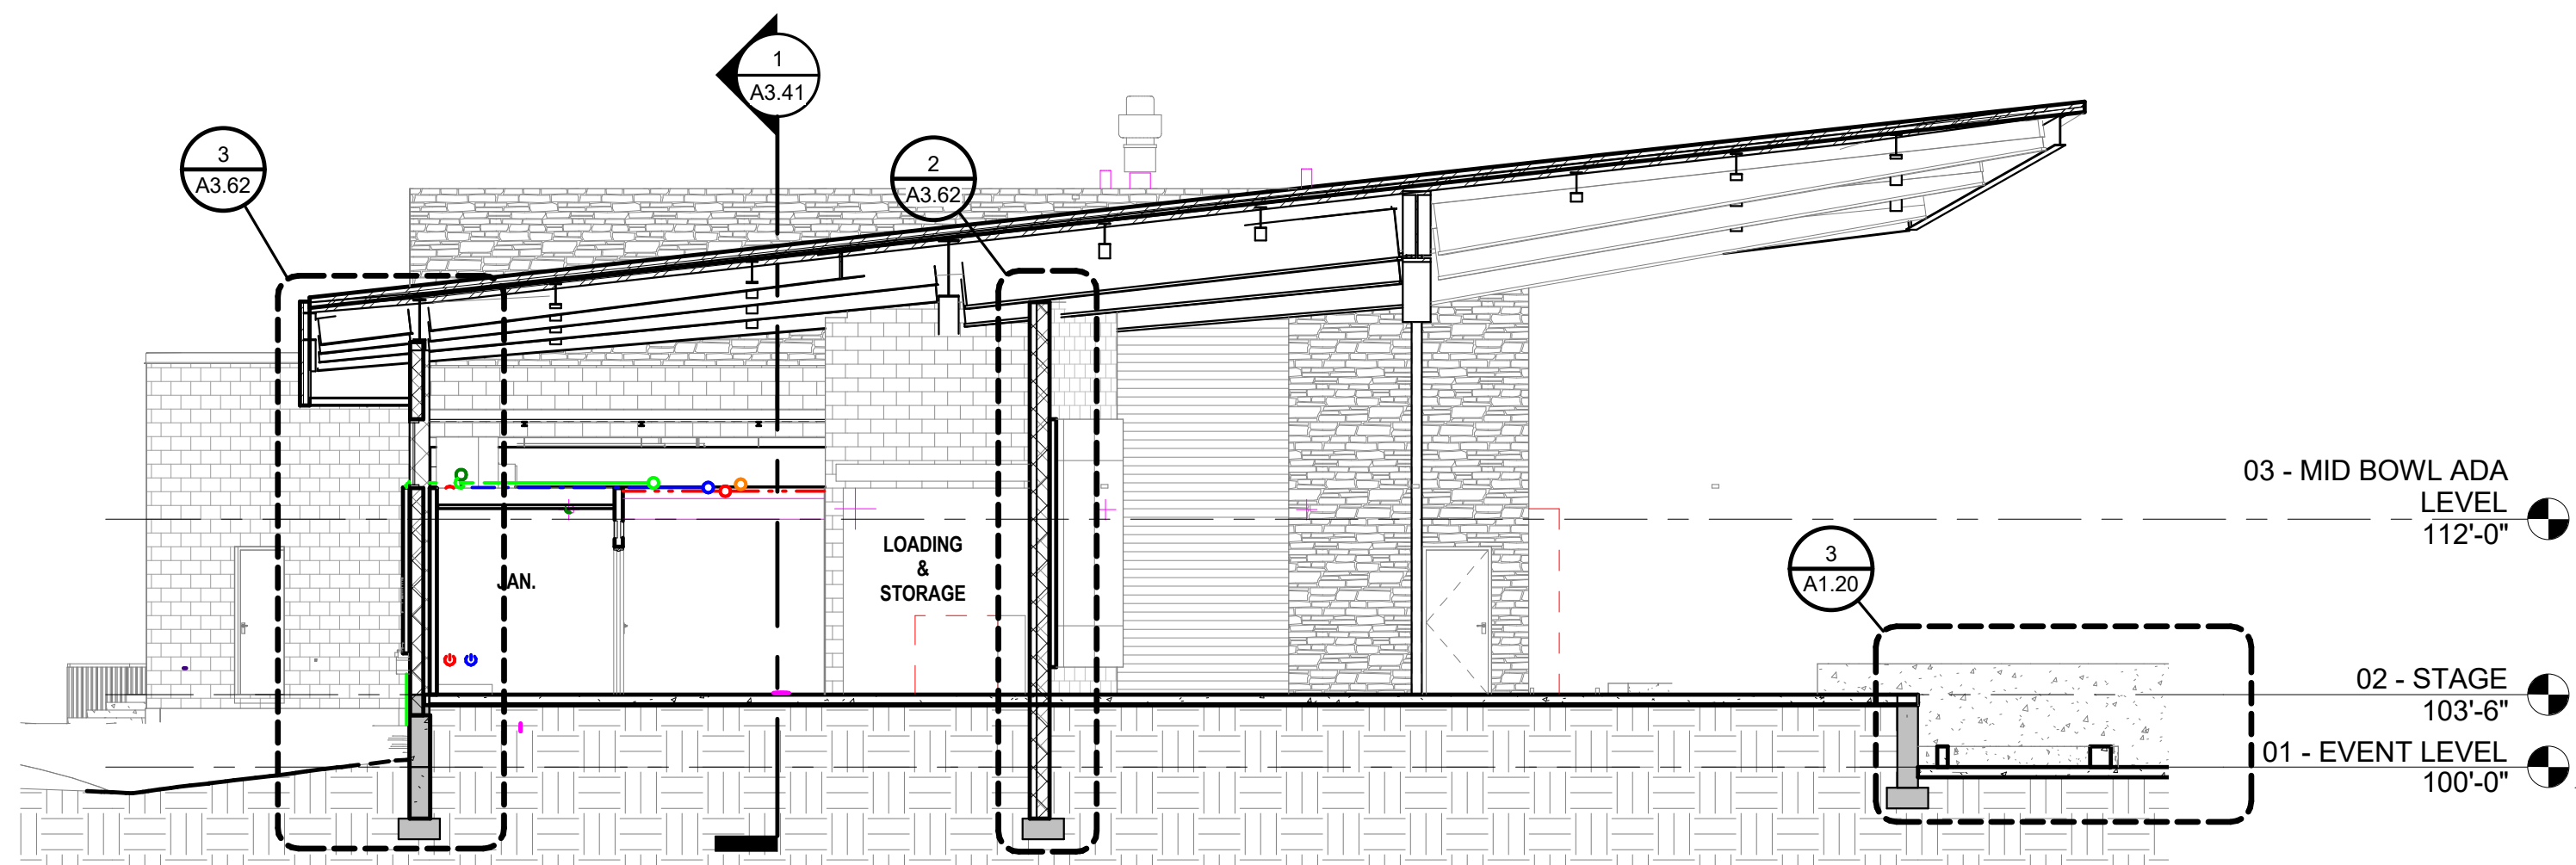 1
A3.41
3
A3.62
2
A3.62
03 - MID BOWL ADA
LEVEL
112'-0"
LOADING
&
STORAGE
JAN.
3
A1.20
02 - STAGE
103'-6"
01 - EVENT LEVEL
100'-0"